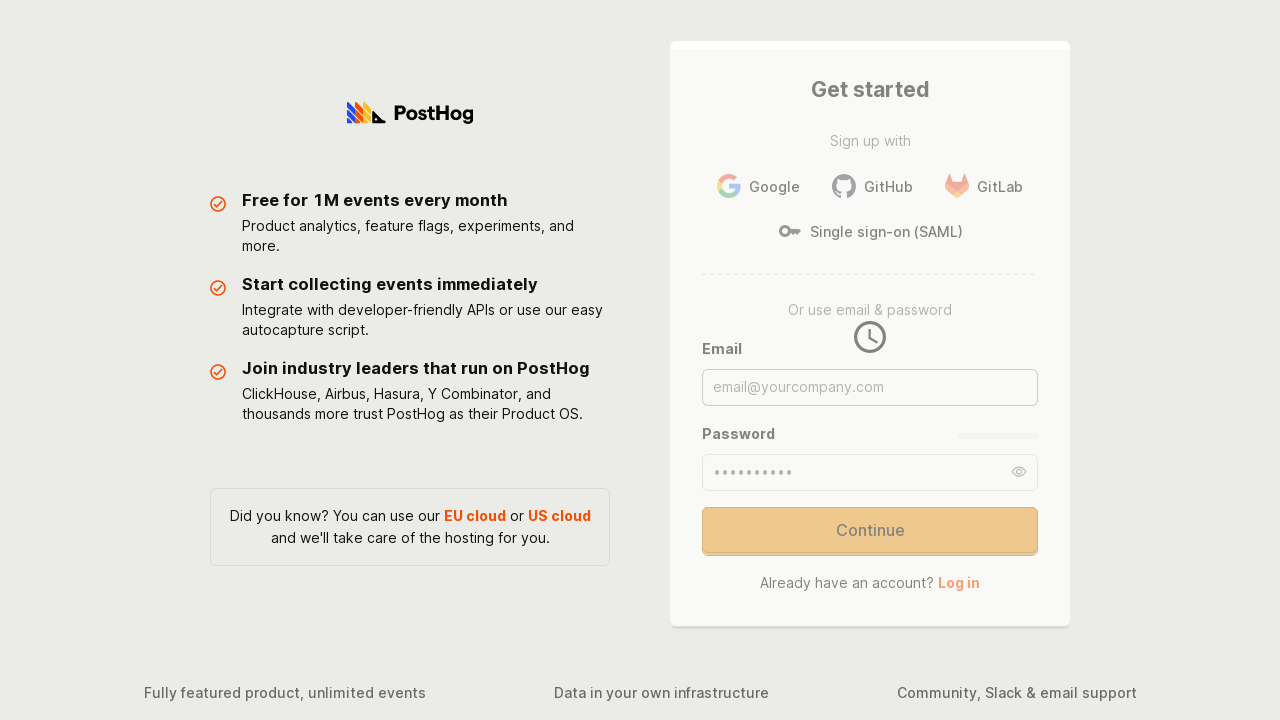 PostHog
Free for 1M events every month
Product analytics, feature flags, experiments, and
more.
Start collecting events immediately
Integrate with developer-friendly APIs or use our easy
autocapture script.
Join industry leaders that run on PostHog
ClickHouse, Airbus, Hasura, Y Combinator, and
thousands more trust PostHog as their Product OS.
Did you know? You can use our EU cloud or US cloud
and we'll take care of the hosting for you.
Get started
Sign up with
Google
GitHub
GitLab
Single sign-on (SAML)
Or use email & password
Email
email@yourcompany.com
Password
••••••••••
Continue
Already have an account? Log in
Fully featured product, unlimited events
Data in your own infrastructure
Community, Slack & email support